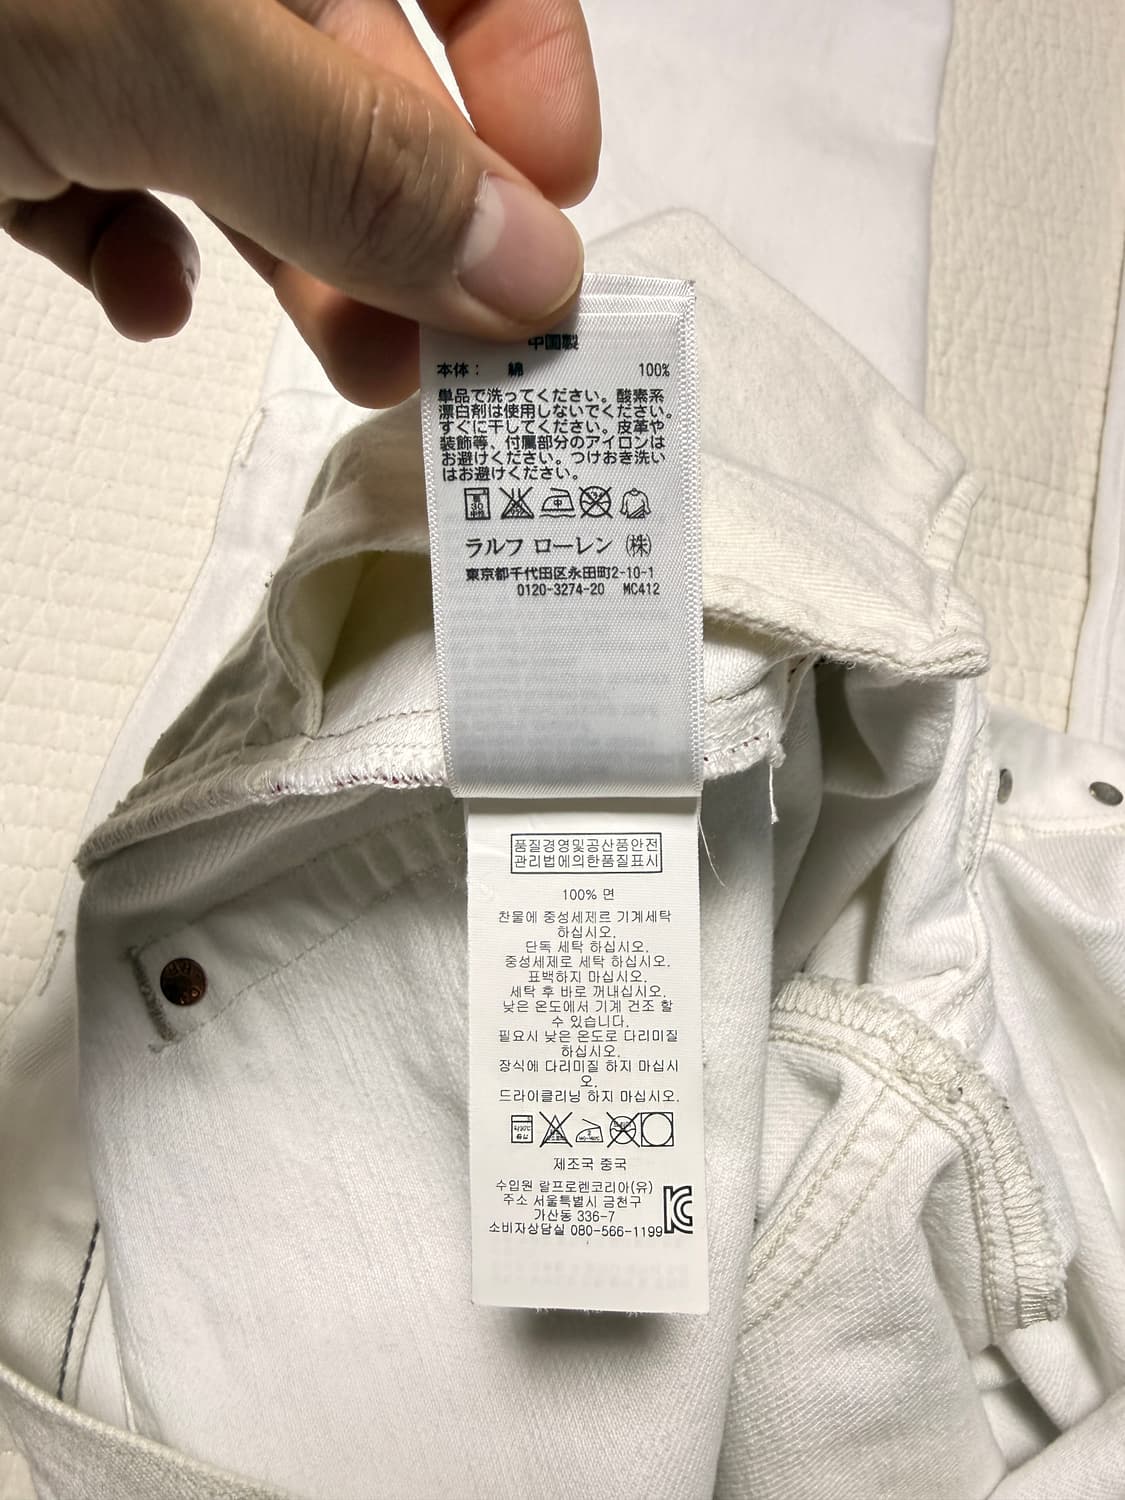 中国製
本体： 綿 100%
単品で洗ってください。酸素系
漂白剤は使用しないでください。
すぐに干してください。皮革や
装飾等、付属部分のアイロンは
お避けください。つけおき洗い
はお避けください。
中
ラルフ ローレン（株）
東京都千代田区永田町2-10-1
0120-3274-20 MC412
품질경영및공산품안전
관리법에의한품질표시
100% 면
찬물에 중성세제르 기계세탁
하십시오.
단독 세탁 하십시오.
중성세제로 세탁 하십시오.
표백하지 마십시오.
세탁 후 바로 꺼내십시오.
낮은 온도에서 기계 건조 할
수 있습니다.
필요시 낮은 온도로 다리미질
하십시오.
장식에 다리미질 하지 마십시
오.
드라이클리닝 하지 마십시오.
제조국 중국
수입원 랄프로렌코리아(유)
주소 서울특별시 금천구
가산동 336-7
소비자상담실 080-566-1199